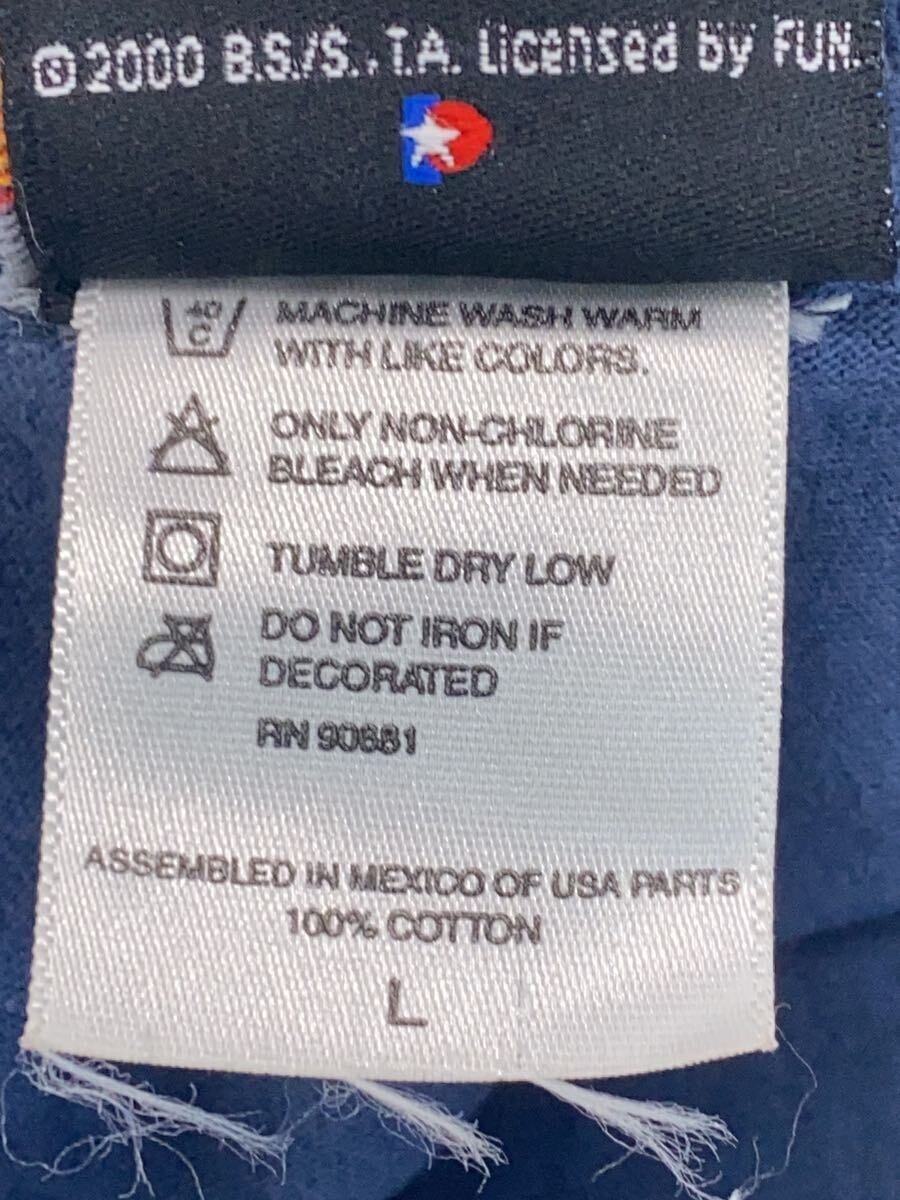 ©2000 B.S./S., T.A. Licensed by FUN.
40
C
MACHINE WASH WARM
WITH LIKE COLORS.
ONLY NON-CHLORINE
BLEACH WHEN NEEDED
TUMBLE DRY LOW
DO NOT IRON IF
DECORATED
RN 90681
ASSEMBLED IN MEXICO OF USA PARTS
100% COTTON
L